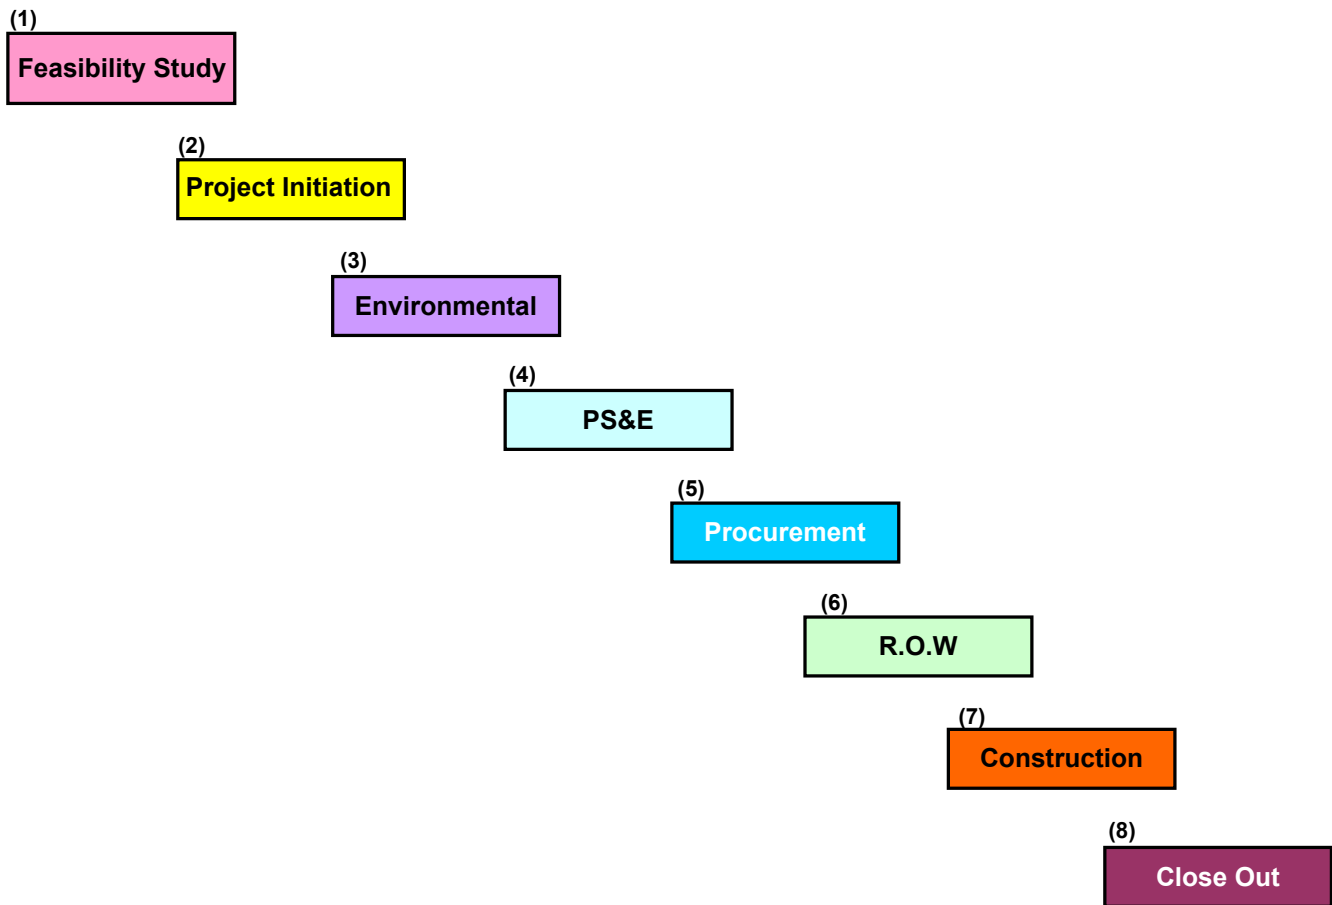 (1)
Feasibility Study
(2)
Project Initiation
(3)
Environmental
(4)
PS&E
(5)
Procurement
(6)
R.O.W
(7)
Construction
(8)
Close Out